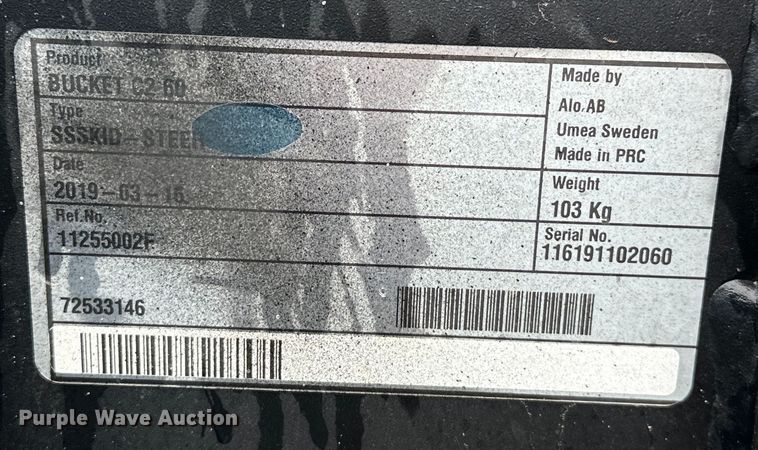 Product
BUCKET C2 60
Type
SSSKID-STEER
Date
2019-03-16
Ref.No.
11255002F
72533146
Made by
Alo AB
Umea Sweden
Made in PRC
Weight
103 Kg
Serial No.
116191102060
Purple Wave Auction